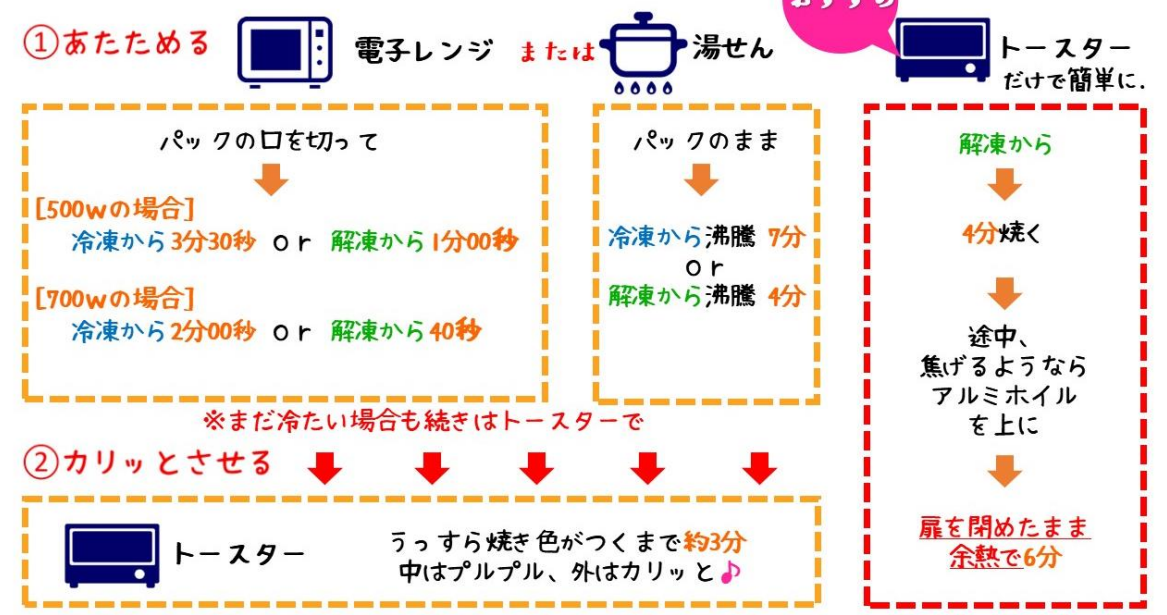 ①あたためる
電子レンジ または 湯せん
おすすめ
トースター
だけで簡単に.
パックの口を切って
[500wの場合]
冷凍から3分30秒 or 解凍から1分00秒
[700wの場合]
冷凍から2分00秒 or 解凍から40秒
パックのまま
冷凍から沸騰 7分
or
解凍から沸騰 4分
※まだ冷たい場合も続きはトースターで
②カリッとさせる
トースター
うっすら焼き色がつくまで約3分
中はプルプル、外はカリッと♪
解凍から
4分焼く
途中、
焦げるようなら
アルミホイル
を上に
扉を閉めたまま
余熱で6分